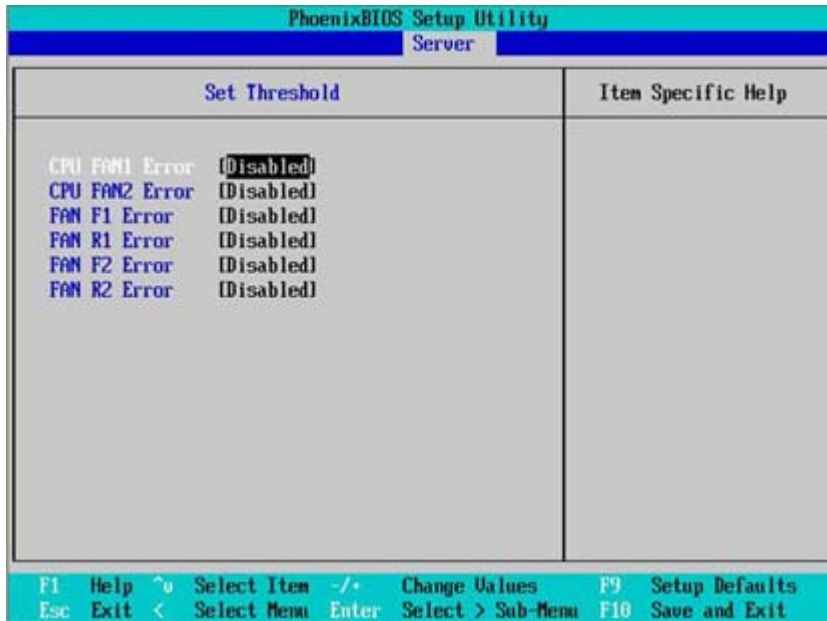 PhoenixBIOS Setup Utility
Server
Set Threshold
Item Specific Help
CPU FAN1 Error [Disabled]
CPU FAN2 Error [Disabled]
FAN F1 Error [Disabled]
FAN R1 Error [Disabled]
FAN F2 Error [Disabled]
FAN R2 Error [Disabled]
F1 Help ^v Select Item -/+ Change Values F9 Setup Defaults
Esc Exit < Select Menu Enter Select > Sub-Menu F10 Save and Exit